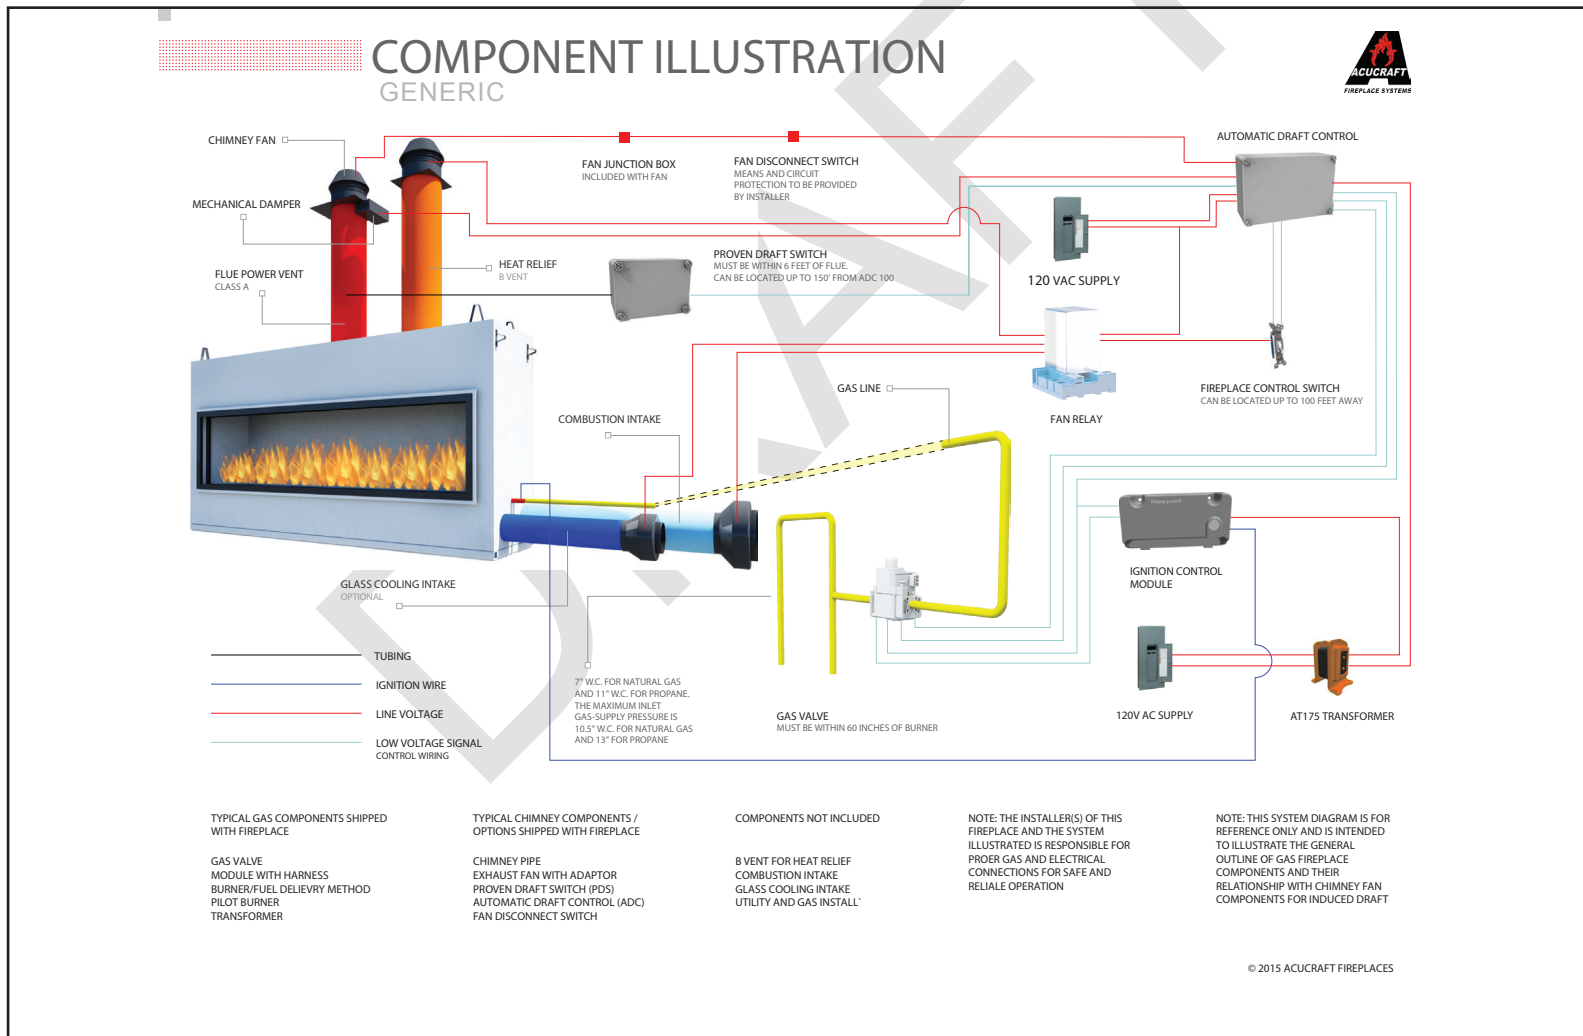 COMPONENT ILLUSTRATION
GENERIC
ACUCRAFT
FIREPLACE SYSTEMS
DRAFT
CHIMNEY FAN
MECHANICAL DAMPER
FLUE POWER VENT
CLASS A
HEAT RELIEF
B VENT
FAN JUNCTION BOX
INCLUDED WITH FAN
FAN DISCONNECT SWITCH
MEANS AND CIRCUIT
PROTECTION TO BE PROVIDED
BY INSTALLER
AUTOMATIC DRAFT CONTROL
PROVEN DRAFT SWITCH
MUST BE WITHIN 6 FEET OF FLUE.
CAN BE LOCATED UP TO 150' FROM ADC 100
120 VAC SUPPLY
FAN RELAY
FIREPLACE CONTROL SWITCH
CAN BE LOCATED UP TO 100 FEET AWAY
GAS LINE
COMBUSTION INTAKE
GLASS COOLING INTAKE
OPTIONAL
Honeywell
IGNITION CONTROL
MODULE
TUBING
IGNITION WIRE
LINE VOLTAGE
LOW VOLTAGE SIGNAL
CONTROL WIRING
7" W.C. FOR NATURAL GAS
AND 11" W.C. FOR PROPANE.
THE MAXIMUM INLET
GAS-SUPPLY PRESSURE IS
10.5" W.C. FOR NATURAL GAS
AND 13" FOR PROPANE
GAS VALVE
MUST BE WITHIN 60 INCHES OF BURNER
120V AC SUPPLY
AT175 TRANSFORMER
TYPICAL GAS COMPONENTS SHIPPED
WITH FIREPLACE
GAS VALVE
MODULE WITH HARNESS
BURNER/FUEL DELIEVRY METHOD
PILOT BURNER
TRANSFORMER
TYPICAL CHIMNEY COMPONENTS /
OPTIONS SHIPPED WITH FIREPLACE
CHIMNEY PIPE
EXHAUST FAN WITH ADAPTOR
PROVEN DRAFT SWITCH (PDS)
AUTOMATIC DRAFT CONTROL (ADC)
FAN DISCONNECT SWITCH
COMPONENTS NOT INCLUDED
B VENT FOR HEAT RELIEF
COMBUSTION INTAKE
GLASS COOLING INTAKE
UTILITY AND GAS INSTALL`
NOTE: THE INSTALLER(S) OF THIS
FIREPLACE AND THE SYSTEM
ILLUSTRATED IS RESPONSIBLE FOR
PROER GAS AND ELECTRICAL
CONNECTIONS FOR SAFE AND
RELIALE OPERATION
NOTE: THIS SYSTEM DIAGRAM IS FOR
REFERENCE ONLY AND IS INTENDED
TO ILLUSTRATE THE GENERAL
OUTLINE OF GAS FIREPLACE
COMPONENTS AND THEIR
RELATIONSHIP WITH CHIMNEY FAN
COMPONENTS FOR INDUCED DRAFT
© 2015 ACUCRAFT FIREPLACES